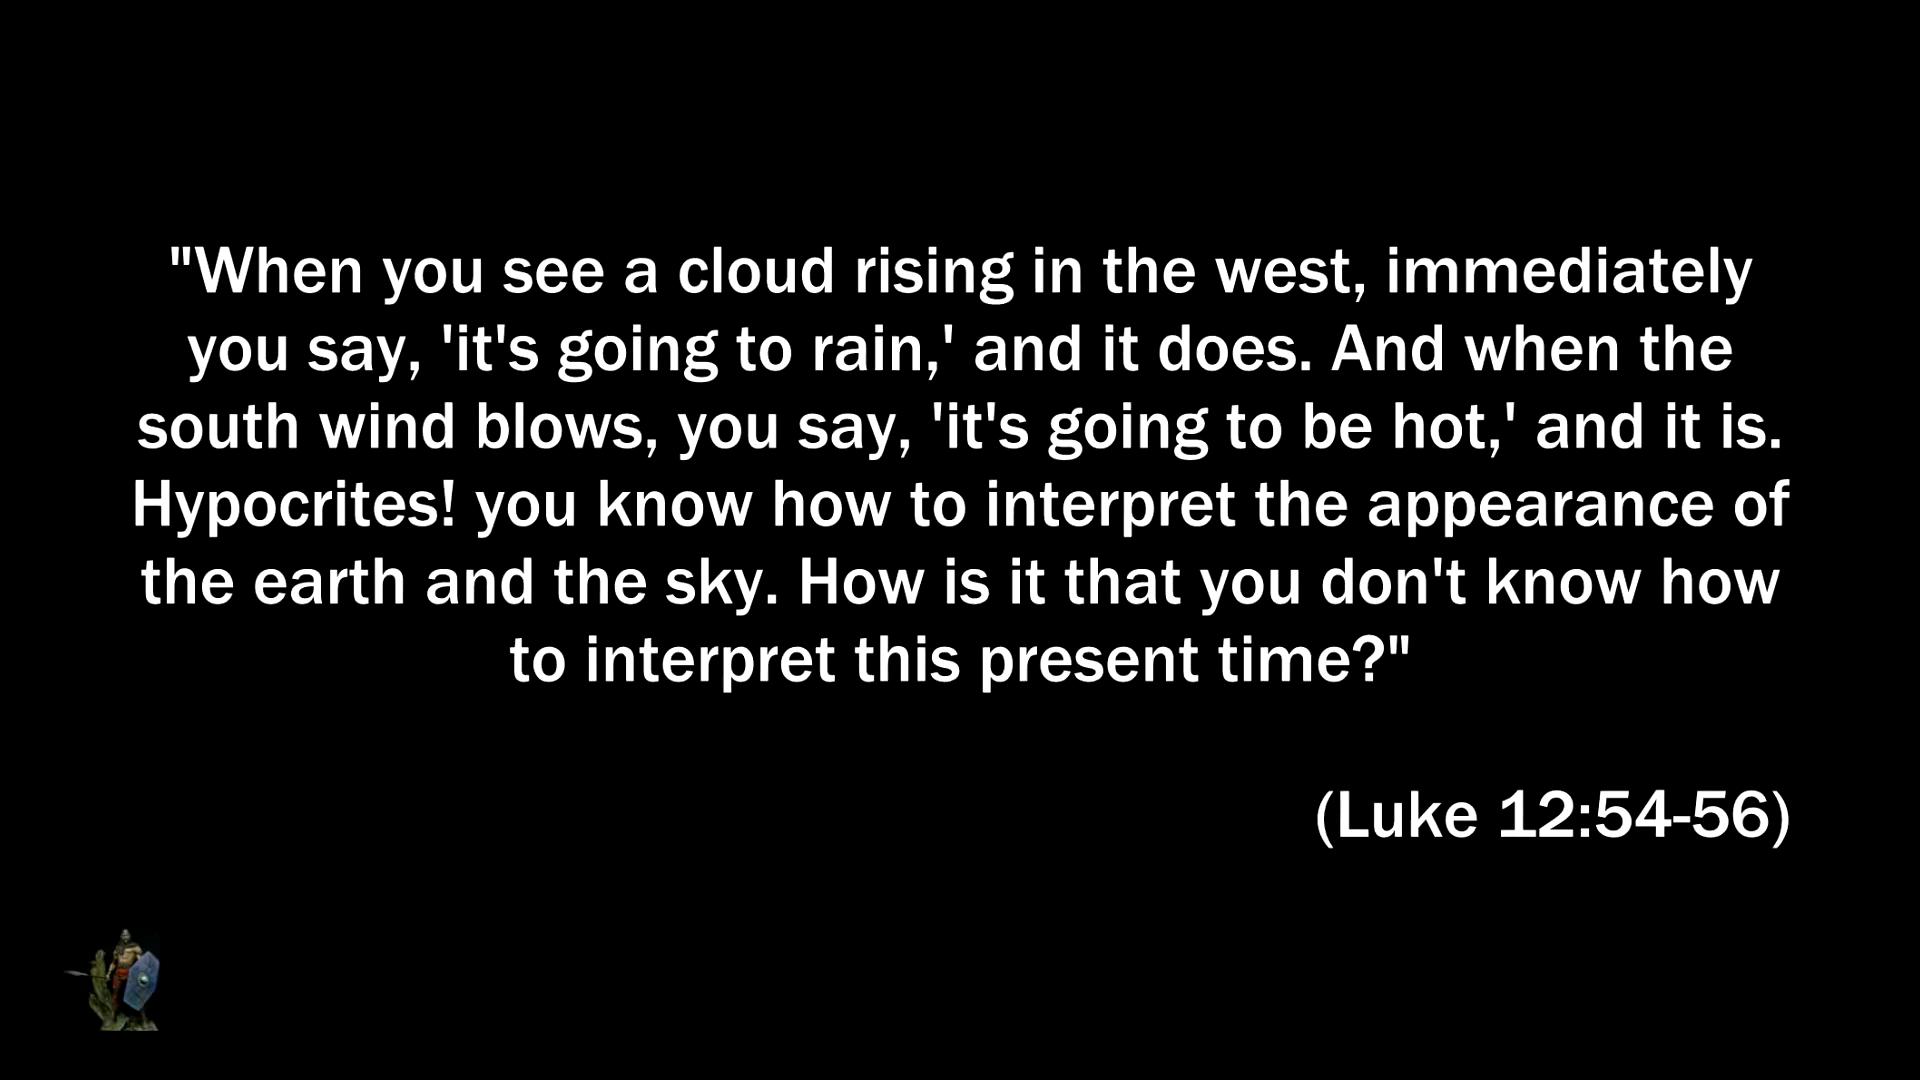 "When you see a cloud rising in the west, immediately
you say, 'it's going to rain,' and it does. And when the
south wind blows, you say, 'it's going to be hot,' and it is.
Hypocrites! you know how to interpret the appearance of
the earth and the sky. How is it that you don't know how
to interpret this present time?"
(Luke 12:54-56)